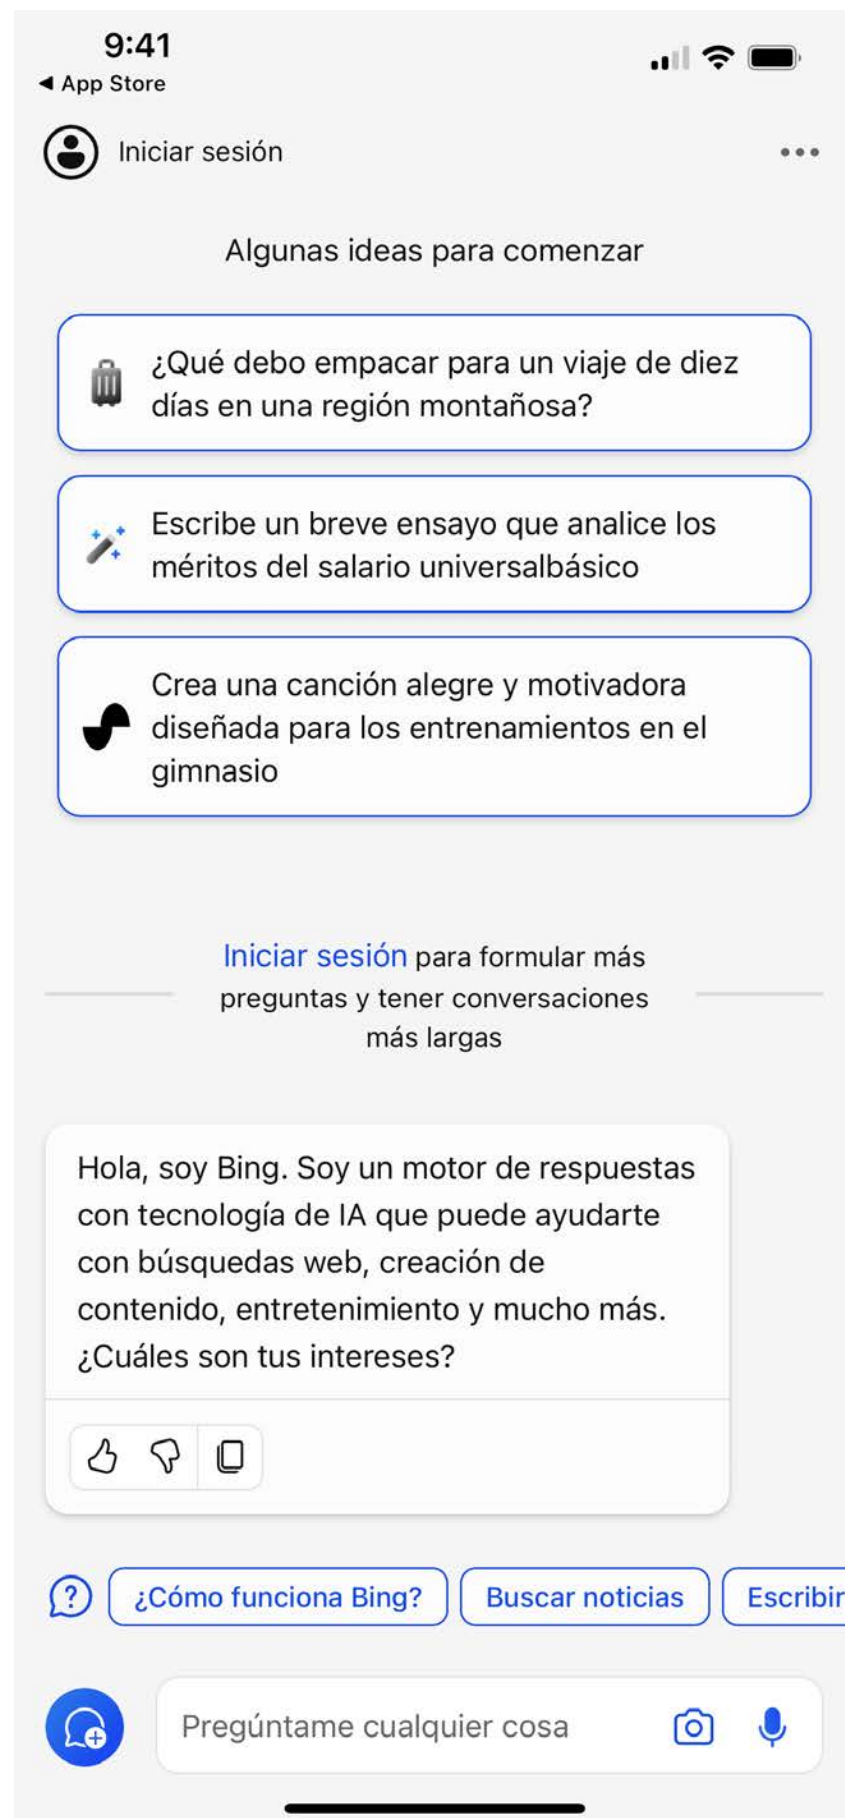 9:41
◀ App Store
Iniciar sesión
Algunas ideas para comenzar
¿Qué debo empacar para un viaje de diez
días en una región montañosa?
Escribe un breve ensayo que analice los
méritos del salario universalbásico
Crea una canción alegre y motivadora
diseñada para los entrenamientos en el
gimnasio
Iniciar sesión para formular más
preguntas y tener conversaciones
más largas
Hola, soy Bing. Soy un motor de respuestas
con tecnología de IA que puede ayudarte
con búsquedas web, creación de
contenido, entretenimiento y mucho más.
¿Cuáles son tus intereses?
¿Cómo funciona Bing? Buscar noticias Escribir
Pregúntame cualquier cosa